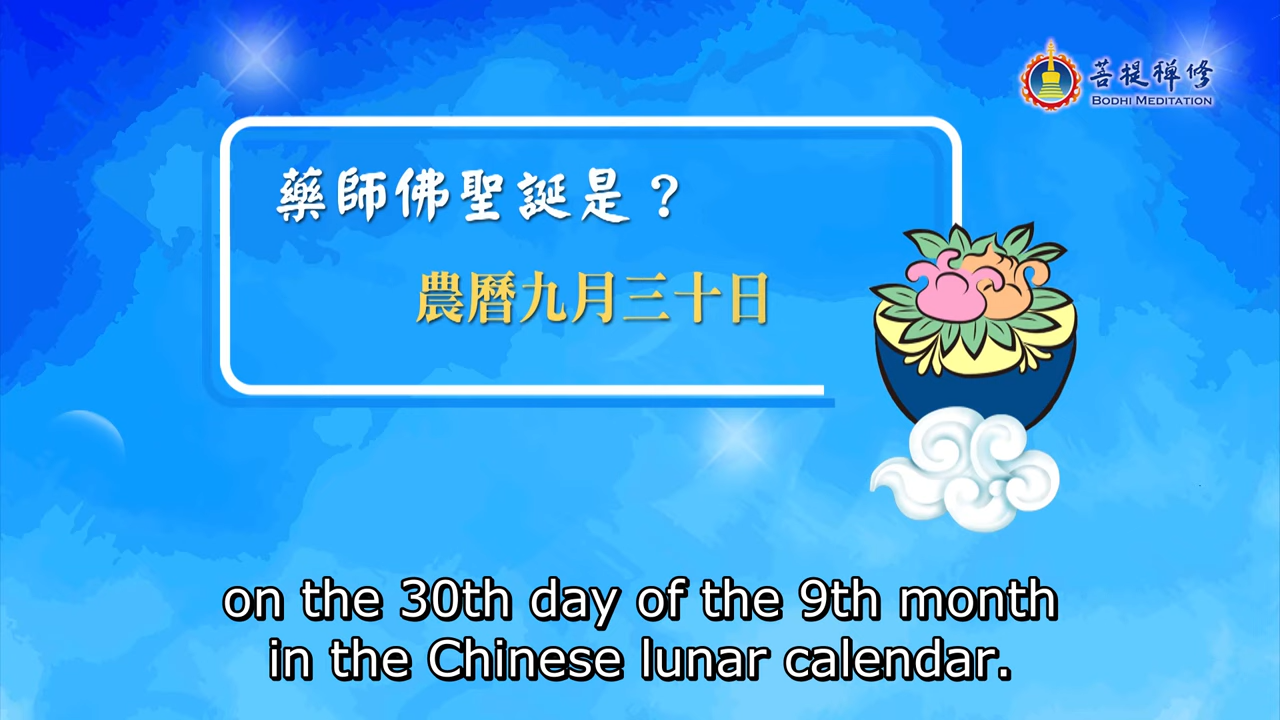 菩提禪修
BODHI MEDITATION
藥師佛聖誕是？
農曆九月三十日
on the 30th day of the 9th month
in the Chinese lunar calendar.